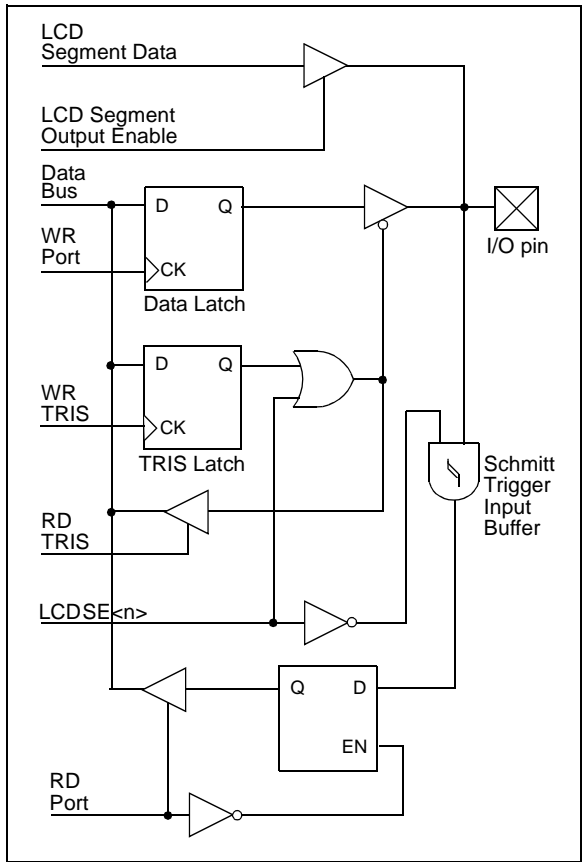 LCD
Segment Data
LCD Segment
Output Enable
Data
Bus
D
Q
WR
Port
CK
I/O pin
Data Latch
D
Q
WR
TRIS
CK
TRIS Latch
Schmitt
Trigger
Input
Buffer
RD
TRIS
LCDSE<n>
Q
D
EN
RD
Port